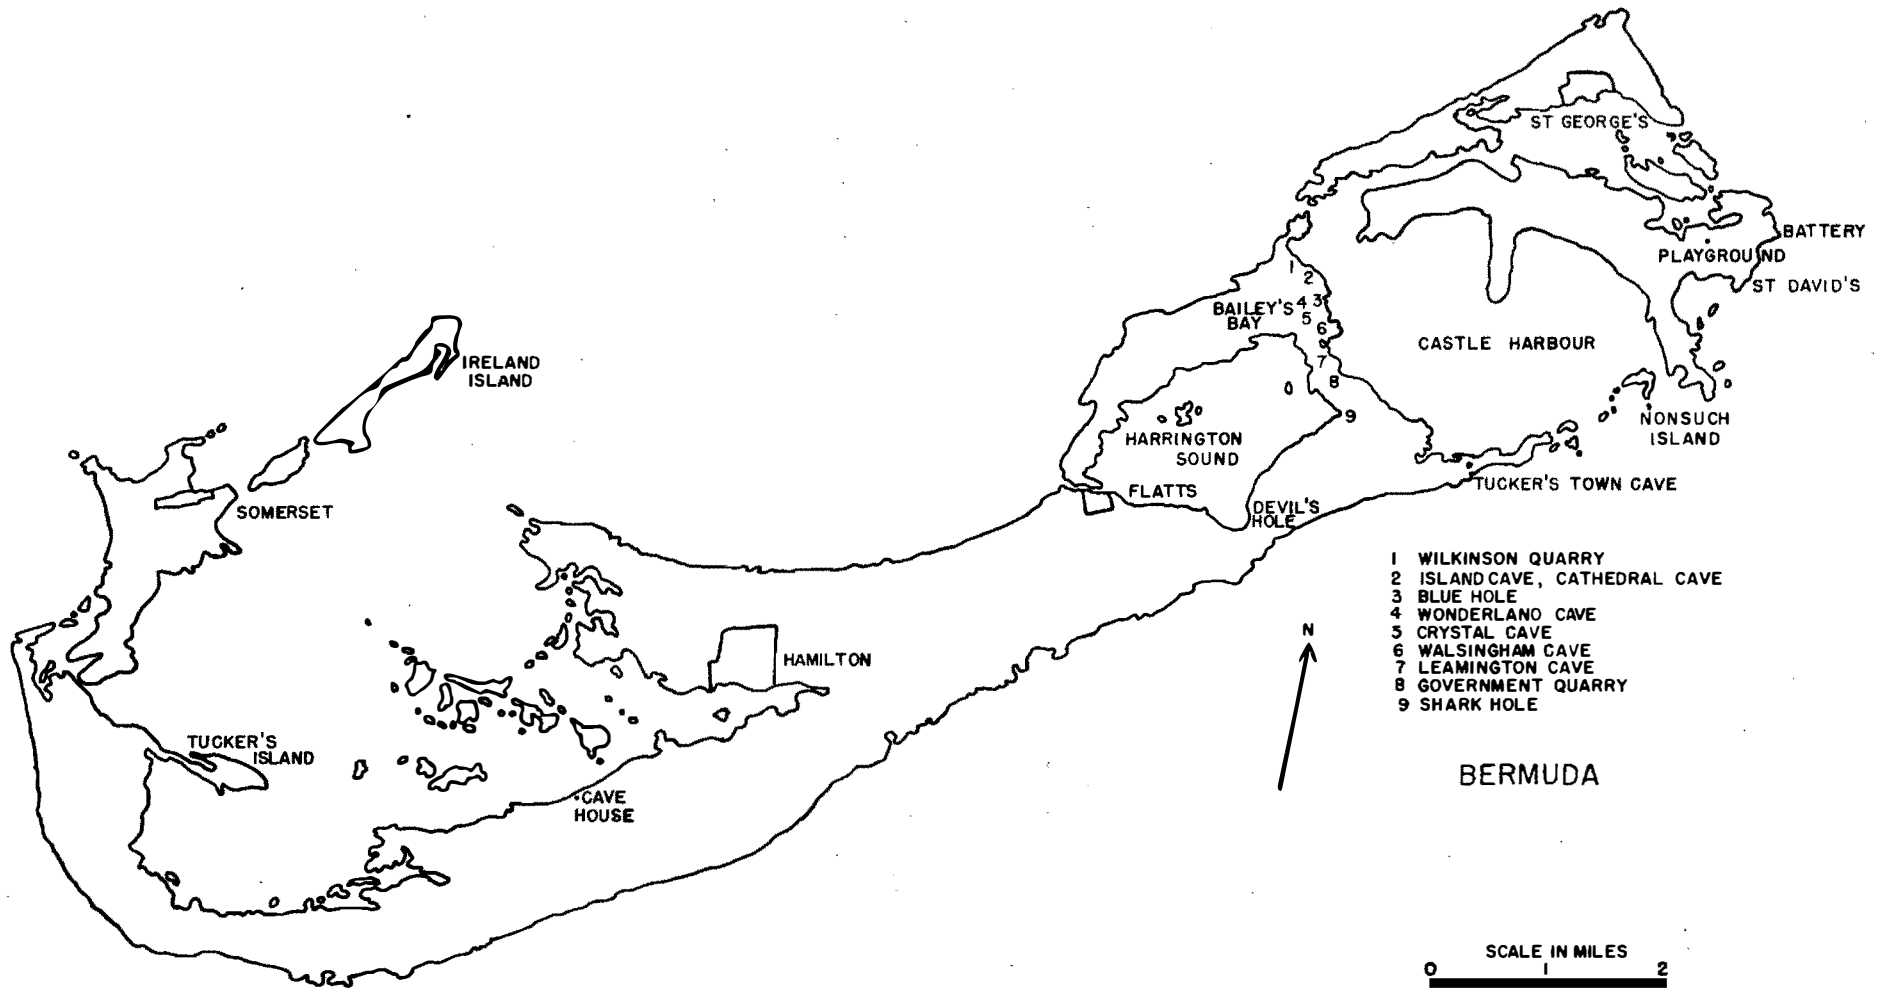 ST GEORGE'S
BATTERY
PLAYGROUND
ST DAVID'S
1
2
BAILEY'S
BAY
4 3
5
6
7
8
9
CASTLE HARBOUR
IRELAND
ISLAND
HARRINGTON
SOUND
NONSUCH
ISLAND
FLATTS
TUCKER'S TOWN CAVE
DEVIL'S
HOLE
SOMERSET
1 WILKINSON QUARRY
2 ISLAND CAVE, CATHEDRAL CAVE
3 BLUE HOLE
4 WONDERLAND CAVE
5 CRYSTAL CAVE
6 WALSINGHAM CAVE
7 LEAMINGTON CAVE
8 GOVERNMENT QUARRY
9 SHARK HOLE
N
HAMILTON
TUCKER'S
ISLAND
CAVE
HOUSE
BERMUDA
SCALE IN MILES
0 1 2